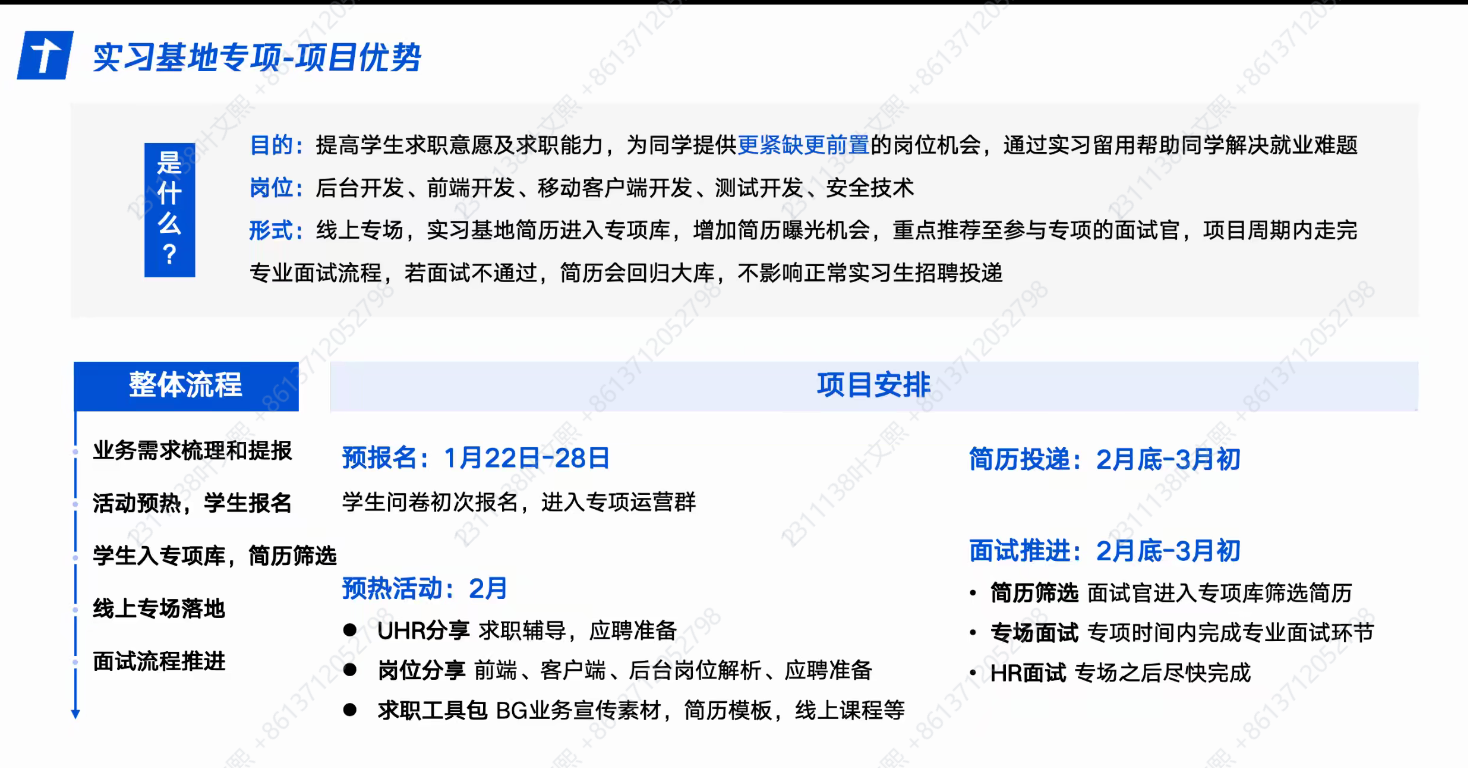 实习基地专项-项目优势
是什么?
目的：提高学生求职意愿及求职能力，为同学提供更紧缺更前置的岗位机会，通过实习留用帮助同学解决就业难题
岗位：后台开发、前端开发、移动客户端开发、测试开发、安全技术
形式：线上专场，实习基地简历进入专项库，增加简历曝光机会，重点推荐至参与专项的面试官，项目周期内走完
专业面试流程，若面试不通过，简历会回归大库，不影响正常实习生招聘投递
整体流程
业务需求梳理和提报
活动预热，学生报名
学生入专项库，简历筛选
线上专场落地
面试流程推进
项目安排
预报名：1月22日-28日
学生问卷初次报名，进入专项运营群
预热活动：2月
● UHR分享 求职辅导，应聘准备
● 岗位分享 前端、客户端、后台岗位解析、应聘准备
● 求职工具包 BG业务宣传素材，简历模板，线上课程等
简历投递：2月底-3月初
面试推进：2月底-3月初
• 简历筛选 面试官进入专项库筛选简历
• 专场面试 专项时间内完成专业面试环节
• HR面试 专场之后尽快完成
2311138叶文熙 +8613712052798